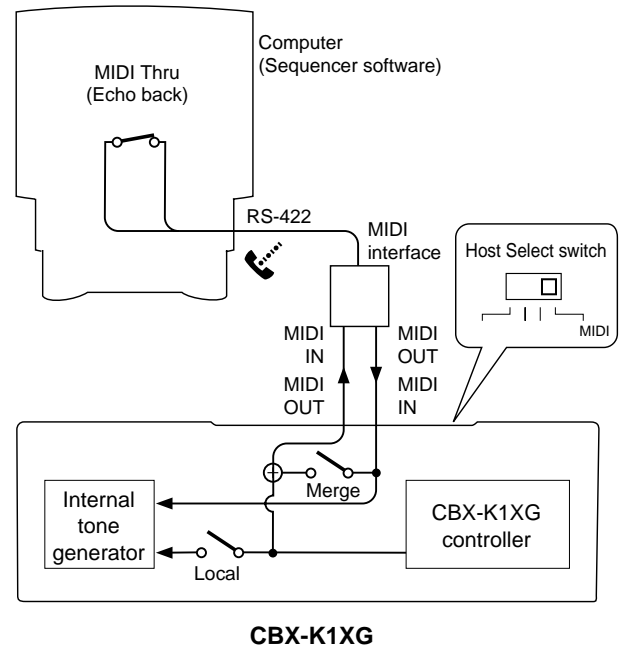 Computer
(Sequencer software)
MIDI Thru
(Echo back)
RS-422
MIDI
interface
Host Select switch
MIDI
MIDI
IN
MIDI
OUT
MIDI
OUT
MIDI
IN
Merge
Internal
tone
generator
Local
CBX-K1XG
controller
CBX-K1XG